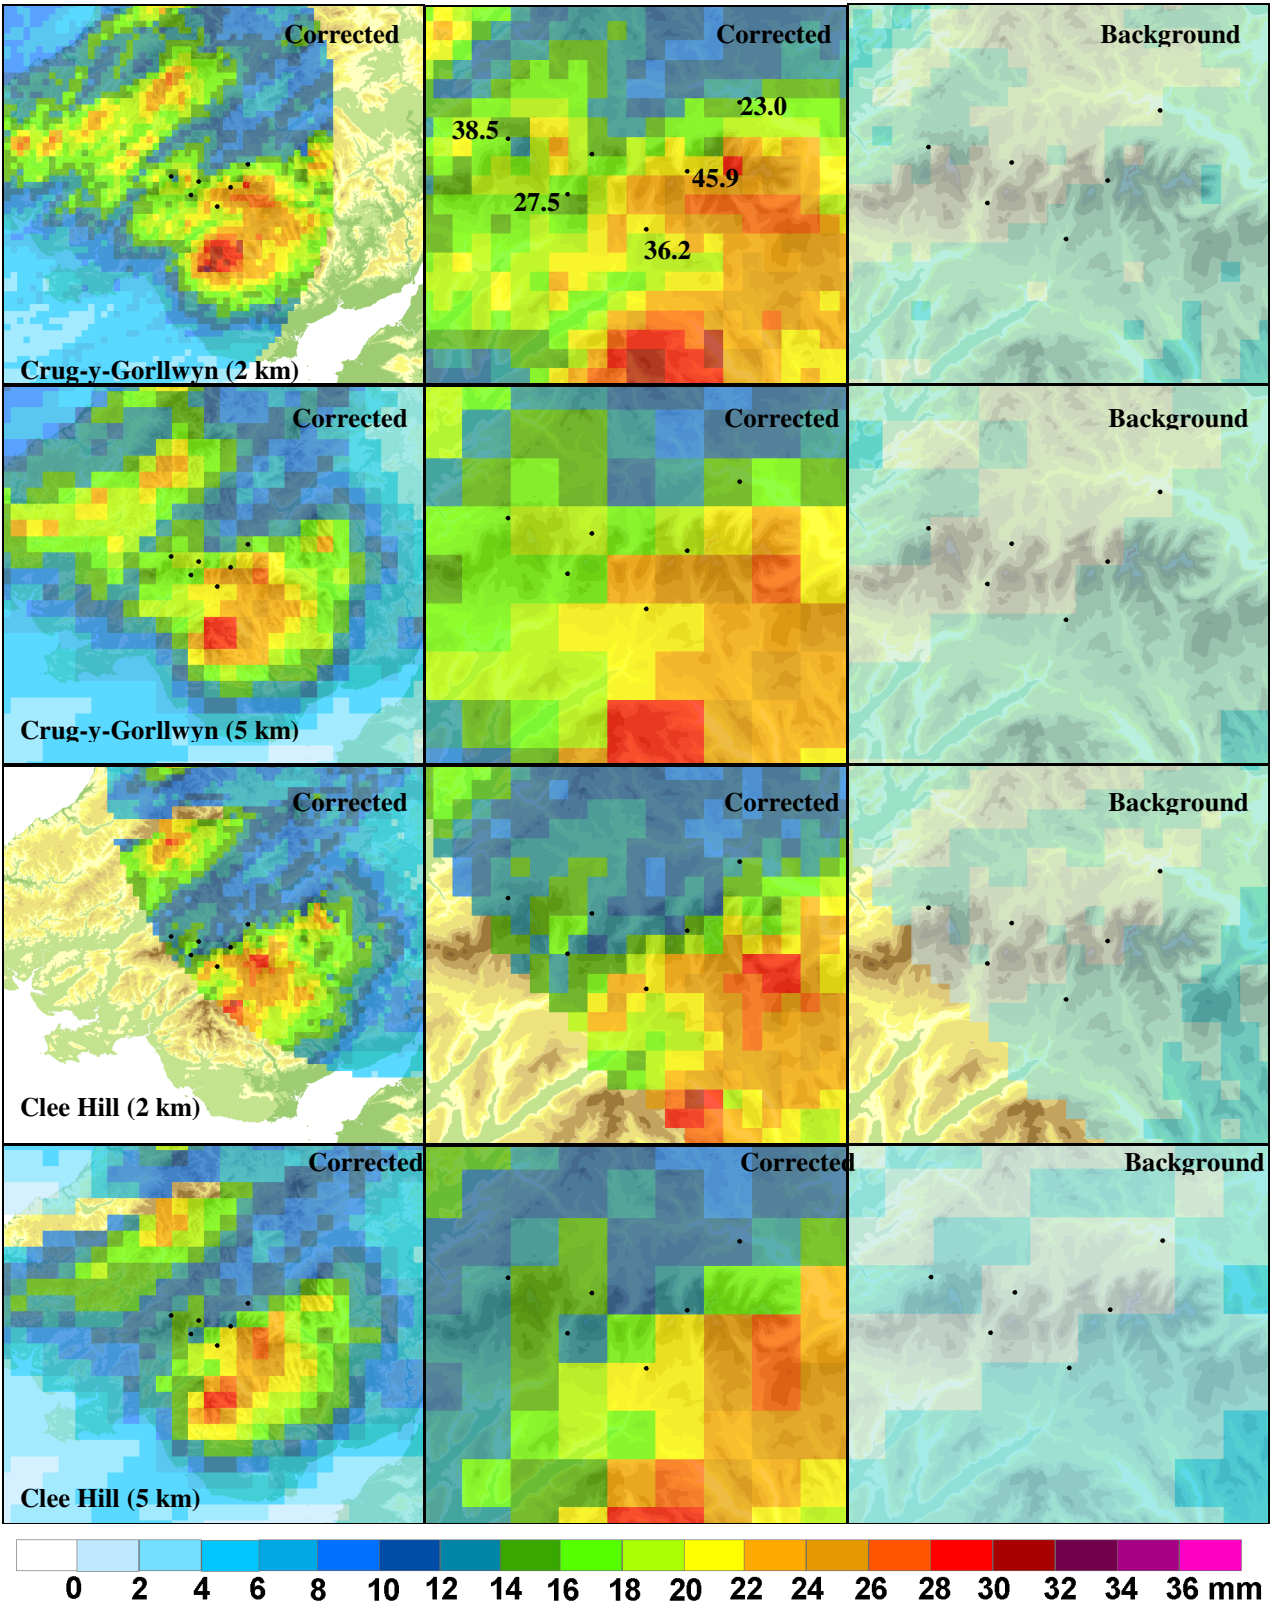 Corrected
Corrected
Background
23.0
38.5
45.9
27.5
36.2
Crug-y-Gorllwyn (2 km)
Corrected
Corrected
Background
Crug-y-Gorllwyn (5 km)
Corrected
Corrected
Background
Clee Hill (2 km)
Corrected
Corrected
Background
Clee Hill (5 km)
0 2 4 6 8 10 12 14 16 18 20 22 24 26 28 30 32 34 36 mm